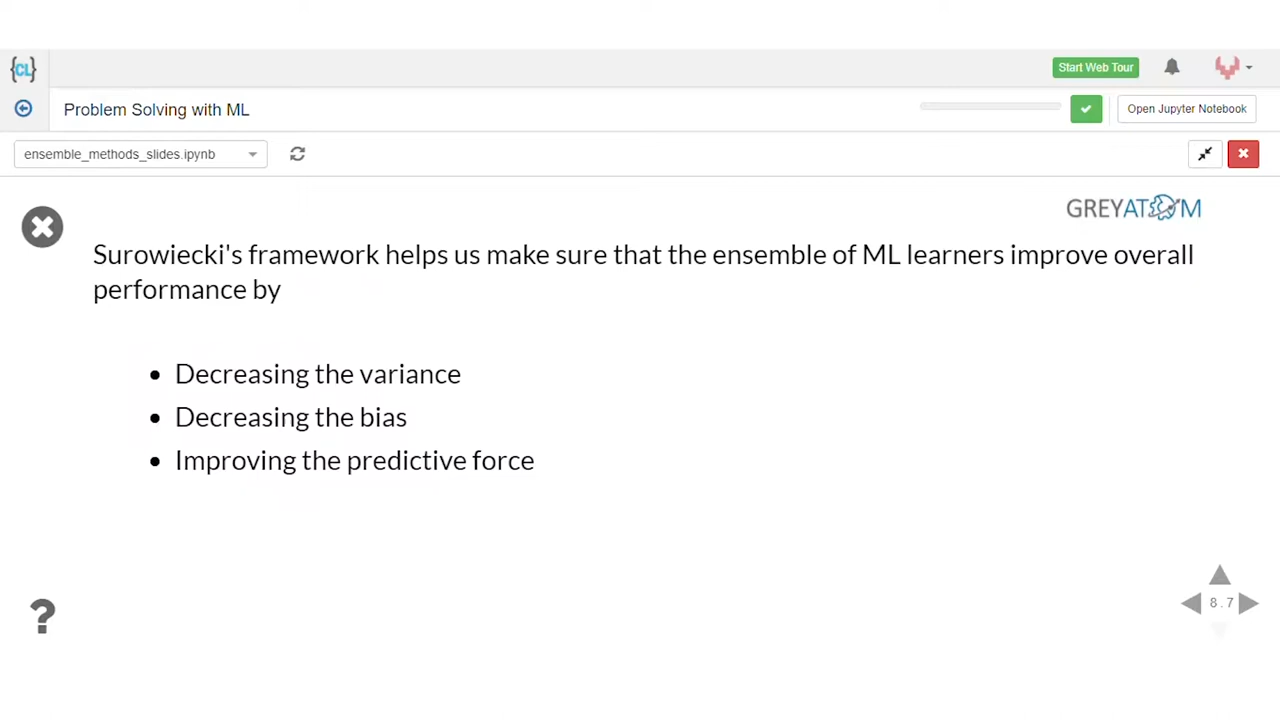 {CL}
Start Web Tour
Problem Solving with ML
Open Jupyter Notebook
ensemble_methods_slides.ipynb
GREYATOM
Surowiecki's framework helps us make sure that the ensemble of ML learners improve overall
performance by
• Decreasing the variance
• Decreasing the bias
• Improving the predictive force
?
8.7